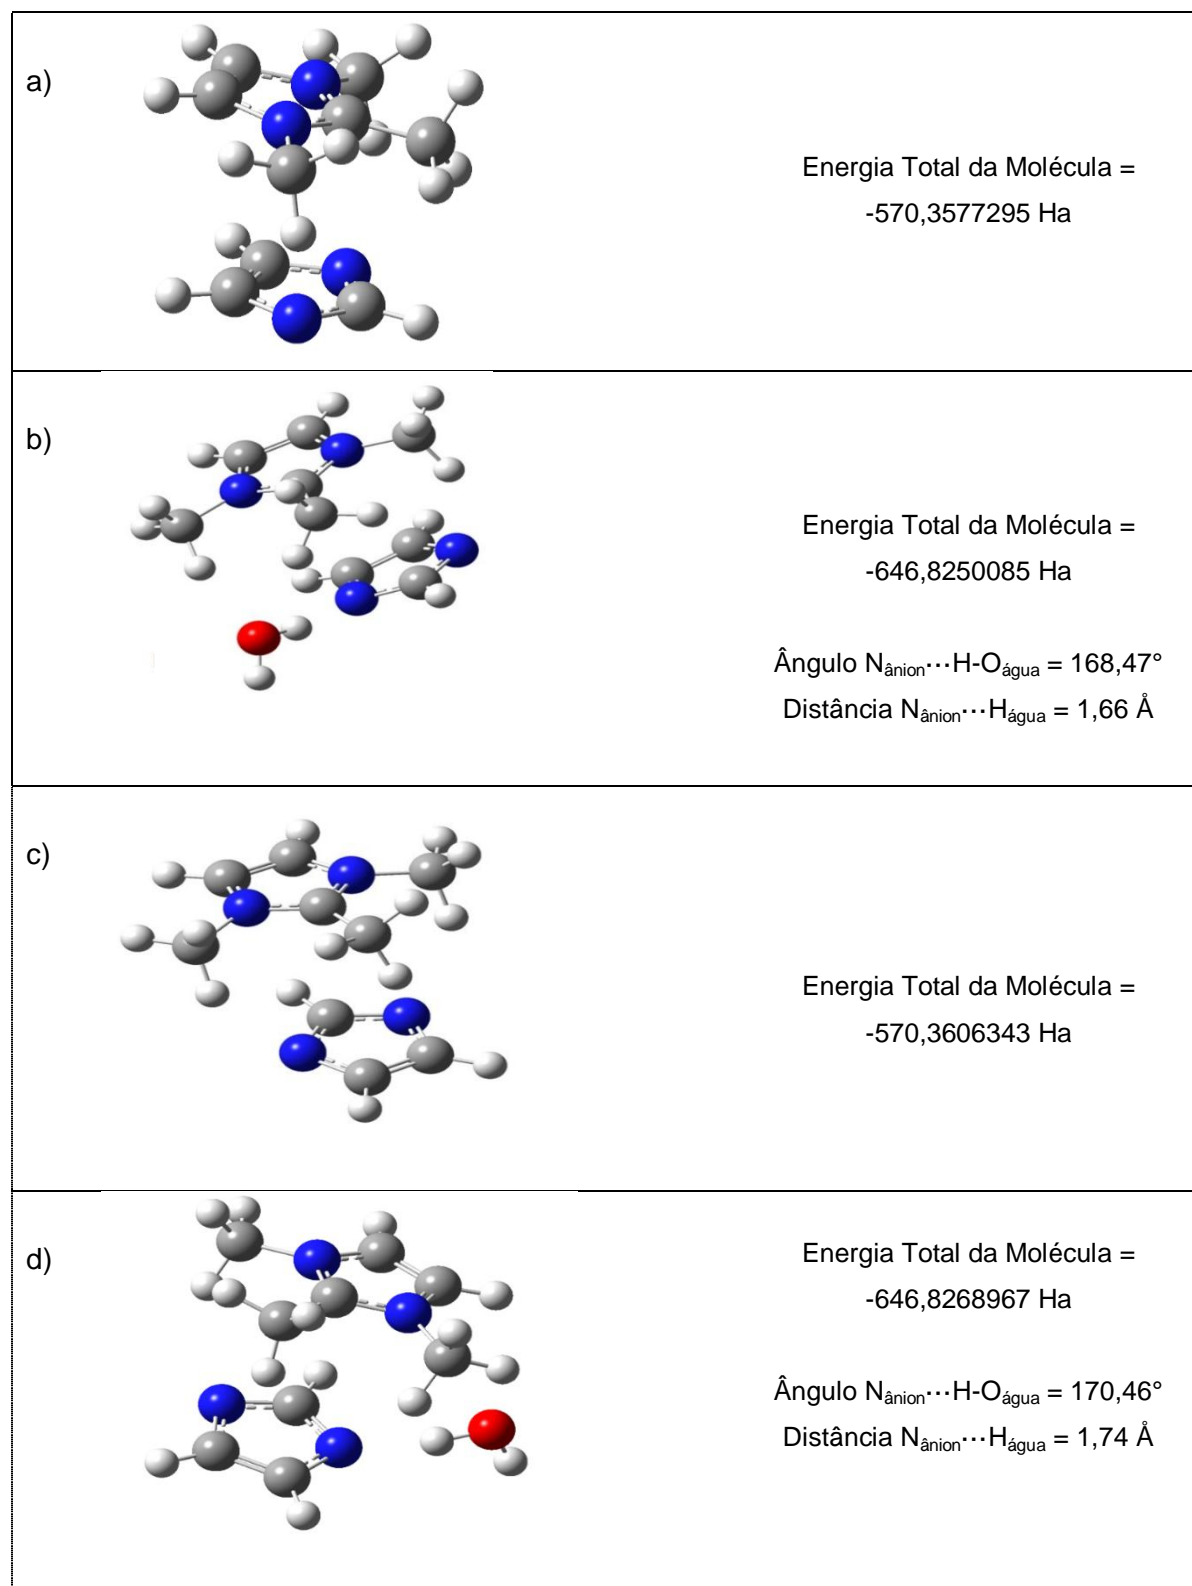 a)
Energia Total da Molécula =
-570,3577295 Ha
b)
Energia Total da Molécula =
-646,8250085 Ha
Ângulo Nânion···H-Oágua = 168,47°
Distância Nânion···Hágua = 1,66 Å
c)
Energia Total da Molécula =
-570,3606343 Ha
d)
Energia Total da Molécula =
-646,8268967 Ha
Ângulo Nânion···H-Oágua = 170,46°
Distância Nânion···Hágua = 1,74 Å